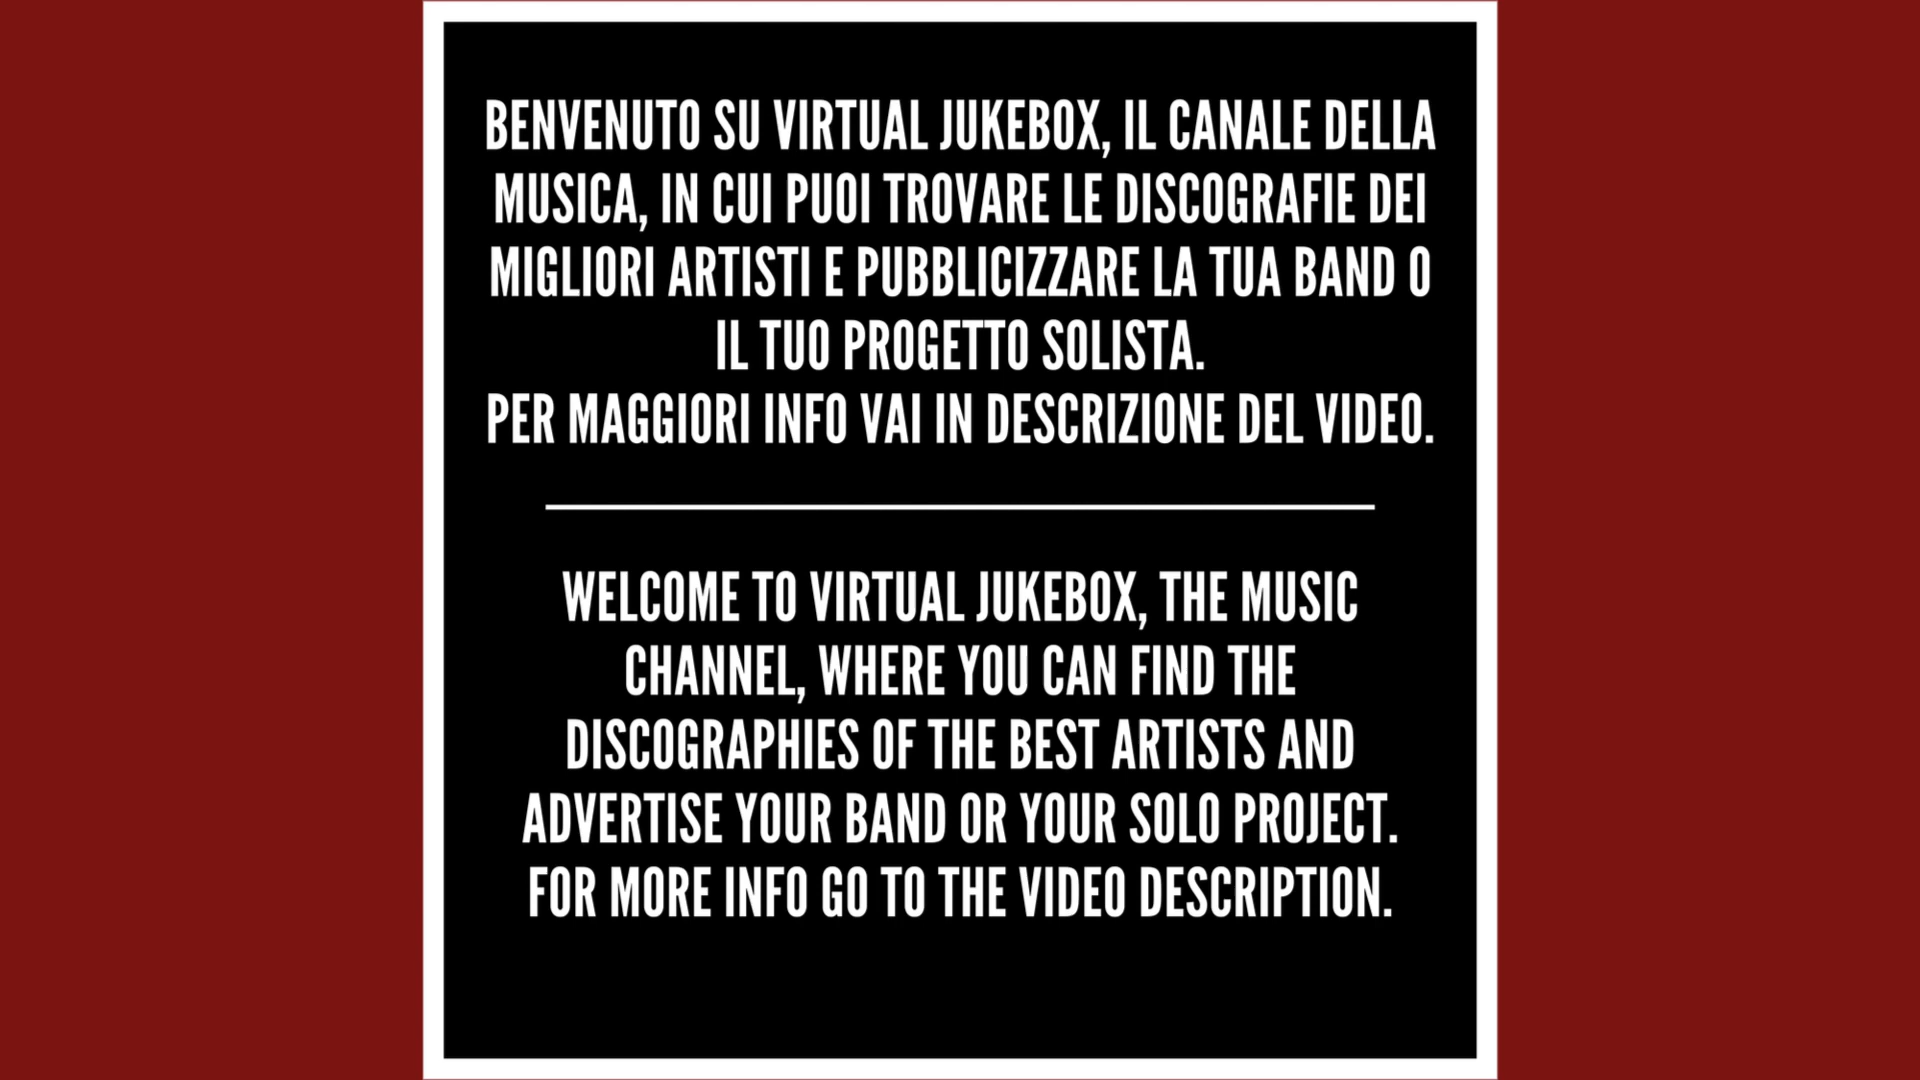 BENVENUTO SU VIRTUAL JUKEBOX, IL CANALE DELLA
MUSICA, IN CUI PUOI TROVARE LE DISCOGRAFIE DEI
MIGLIORI ARTISTI E PUBBLICIZZARE LA TUA BAND O
IL TUO PROGETTO SOLISTA.
PER MAGGIORI INFO VAI IN DESCRIZIONE DEL VIDEO.
WELCOME TO VIRTUAL JUKEBOX, THE MUSIC
CHANNEL, WHERE YOU CAN FIND THE
DISCOGRAPHIES OF THE BEST ARTISTS AND
ADVERTISE YOUR BAND OR YOUR SOLO PROJECT.
FOR MORE INFO GO TO THE VIDEO DESCRIPTION.